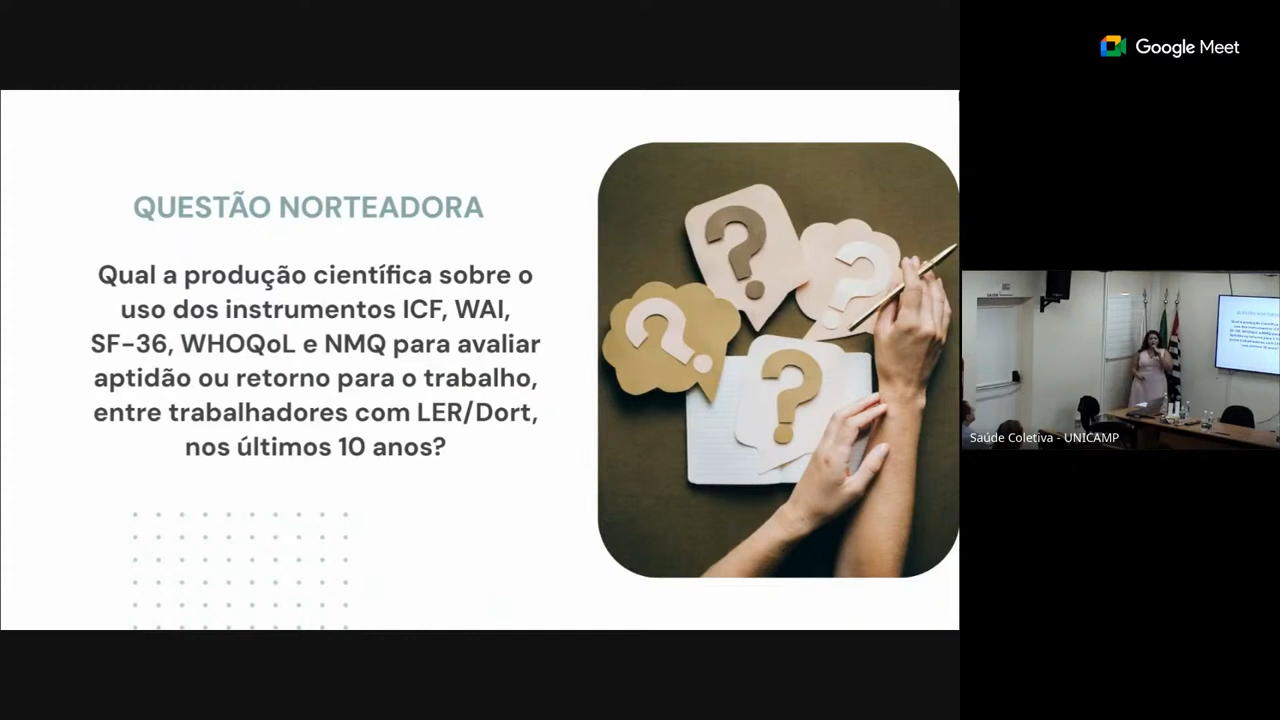 Google Meet
QUESTÃO NORTEADORA
Qual a produção científica sobre o
uso dos instrumentos ICF, WAI,
SF-36, WHOQoL e NMQ para avaliar
aptidão ou retorno para o trabalho,
entre trabalhadores com LER/Dort,
nos últimos 10 anos?
Saúde Coletiva - UNICAMP